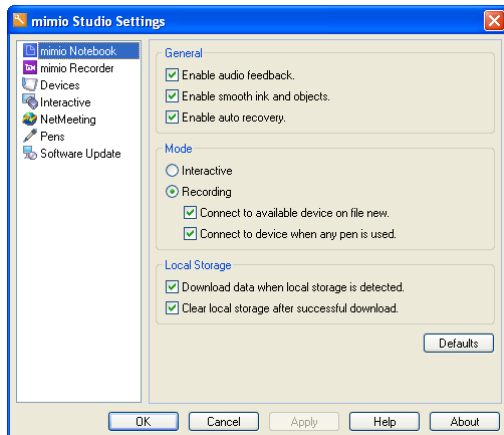 mimio Studio Settings
mimio Notebook
mimio Recorder
Devices
Interactive
NetMeeting
Pens
Software Update
General
Enable audio feedback.
Enable smooth ink and objects.
Enable auto recovery.
Mode
Interactive
Recording
Connect to available device on file new.
Connect to device when any pen is used.
Local Storage
Download data when local storage is detected.
Clear local storage after successful download.
Defaults
OK Cancel Apply Help About